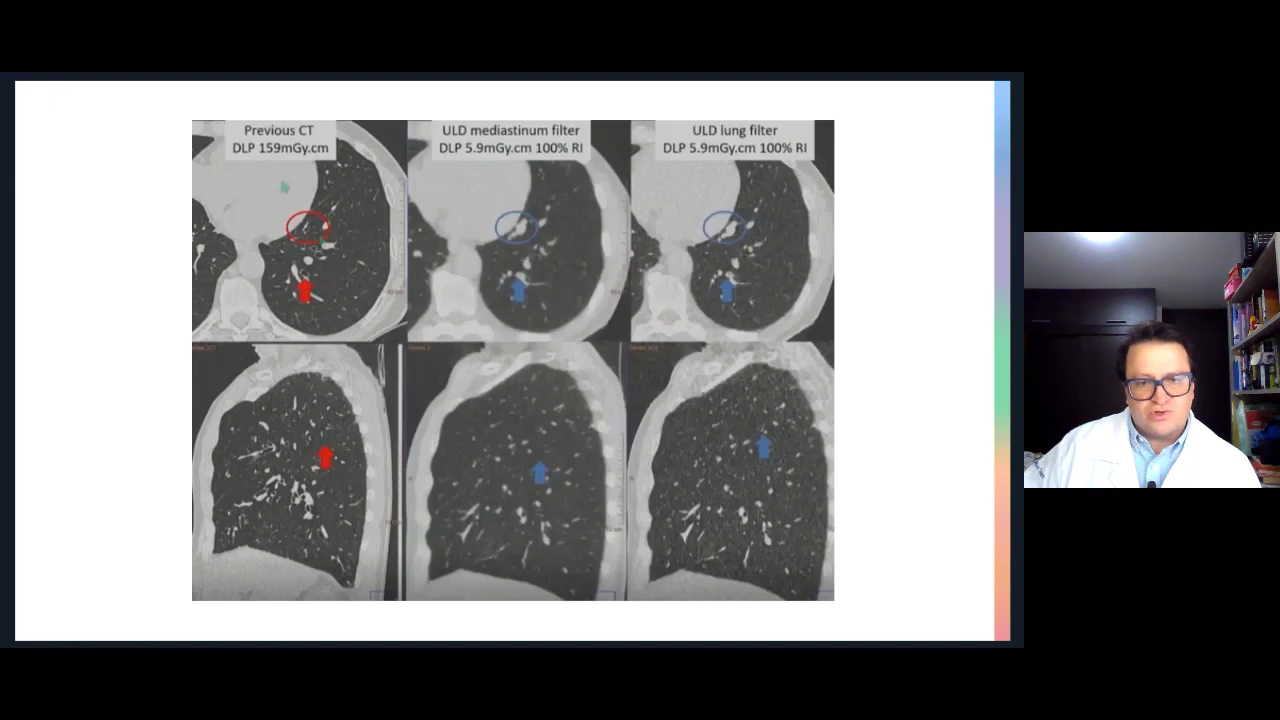 Previous CT
DLP 159mGy.cm
ULD mediastinum filter
DLP 5.9mGy.cm 100% RI
ULD lung filter
DLP 5.9mGy.cm 100% RI